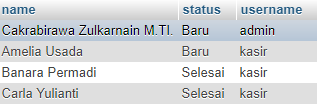 name status username
Cakrabirawa Zulkarnain M.TI. Baru admin
Amelia Usada Baru kasir
Banara Permadi Selesai kasir
Carla Yulianti Selesai kasir